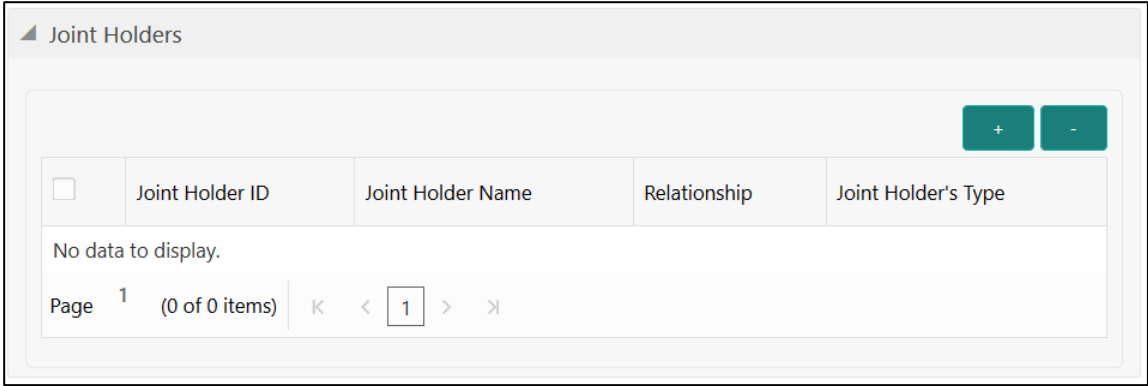 Joint Holders
+ -
Joint Holder ID Joint Holder Name Relationship Joint Holder's Type
No data to display.
Page 1 (0 of 0 items) 1